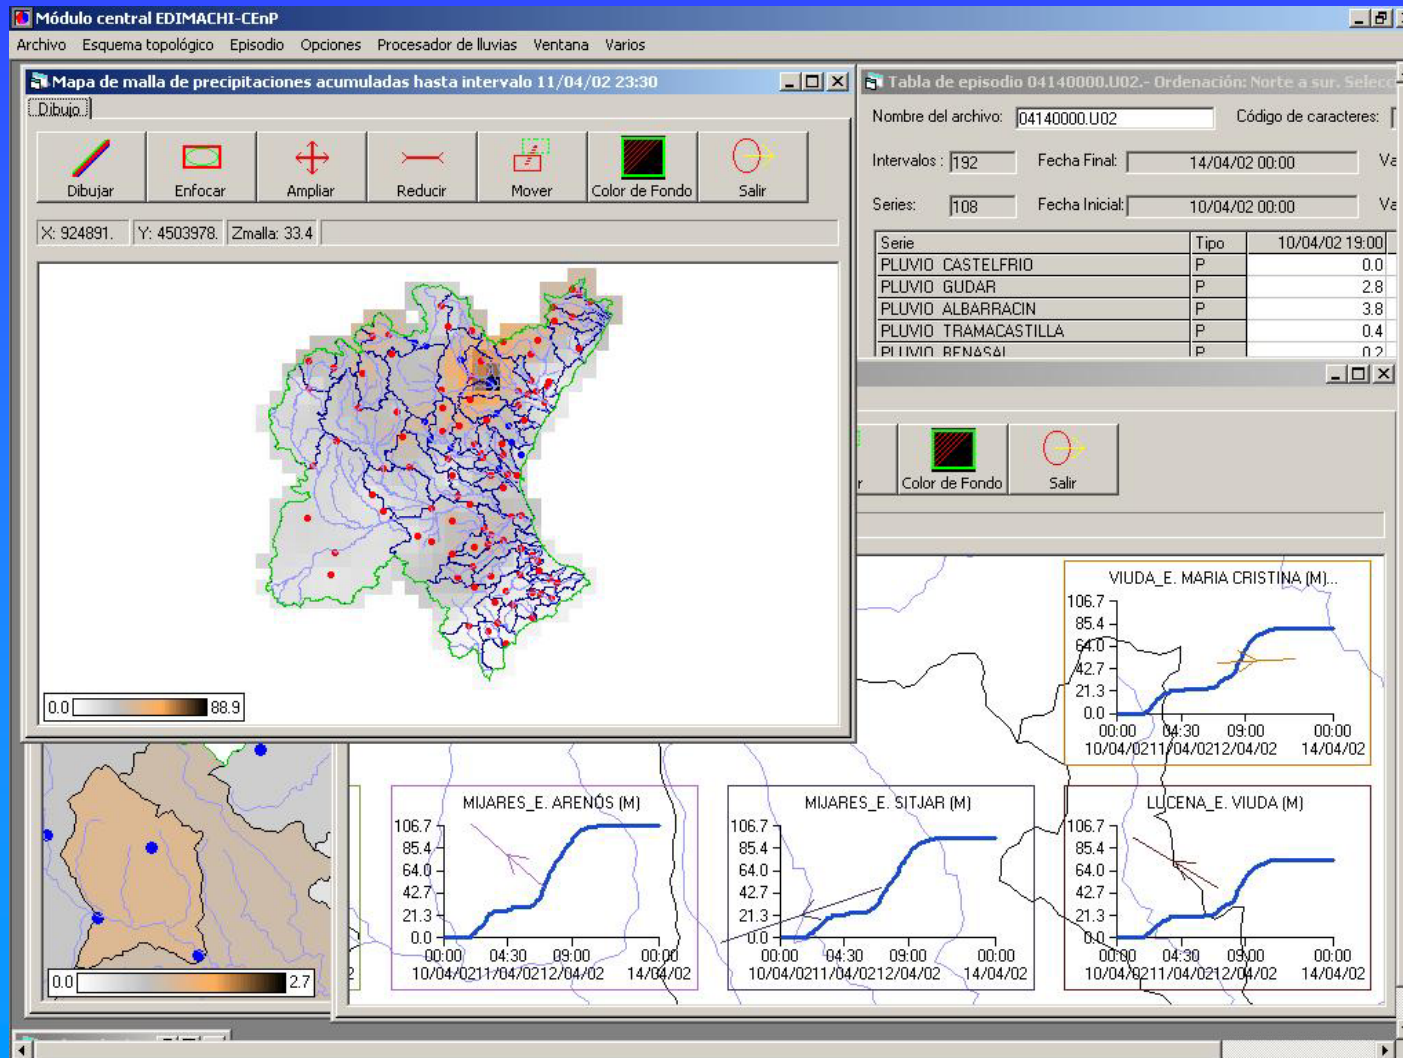 Módulo central EDIMACHI-CEnP
Archivo Esquema topológico Episodio Opciones Procesador de lluvias Ventana Varios
Mapa de malla de precipitaciones acumuladas hasta intervalo 11/04/02 23:30
Dibujo
Dibujar Enfocar Ampliar Reducir Mover Color de Fondo Salir
X: 924891. Y: 4503978. Zmalla: 33.4
0.0 88.9
Tabla de episodio 04140000.U02.- Ordenación: Norte a sur. Selecc
Nombre del archivo: 04140000.U02 Código de caracteres:
Intervalos : 192 Fecha Final: 14/04/02 00:00 Va
Series: 108 Fecha Inicial: 10/04/02 00:00 Va
Serie Tipo 10/04/02 19:00
PLUVIO CASTELFRIO P 0.0
PLUVIO GUDAR P 2.8
PLUVIO ALBARRACIN P 3.8
PLUVIO TRAMACASTILLA P 0.4
PLUVIO BENASAL P 0.2
r Color de Fondo Salir
VIUDA_E. MARIA CRISTINA (M)...
106.7
85.4
64.0
42.7
21.3
0.0
00:00 04:30 09:00 00:00
10/04/02 11/04/02 12/04/02 14/04/02
MIJARES_E. ARENÓS (M)
106.7
85.4
64.0
42.7
21.3
0.0
00:00 04:30 09:00 00:00
10/04/02 11/04/02 12/04/02 14/04/02
MIJARES_E. SITJAR (M)
106.7
85.4
64.0
42.7
21.3
0.0
00:00 04:30 09:00 00:00
10/04/02 11/04/02 12/04/02 14/04/02
LUCENA_E. VIUDA (M)
106.7
85.4
64.0
42.7
21.3
0.0
00:00 04:30 09:00 00:00
10/04/02 11/04/02 12/04/02 14/04/02
0.0 2.7
2